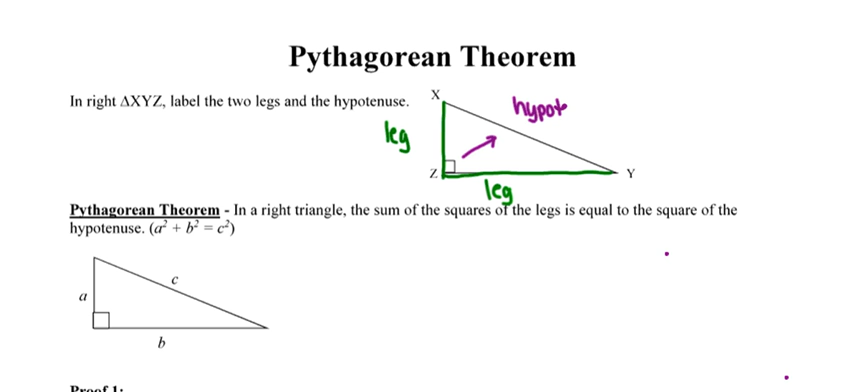 Pythagorean Theorem
In right ΔXYZ, label the two legs and the hypotenuse.
X
hypot
leg
Z
Y
leg
Pythagorean Theorem - In a right triangle, the sum of the squares of the legs is equal to the square of the
hypotenuse. (a² + b² = c²)
c
a
b
Proof 1: